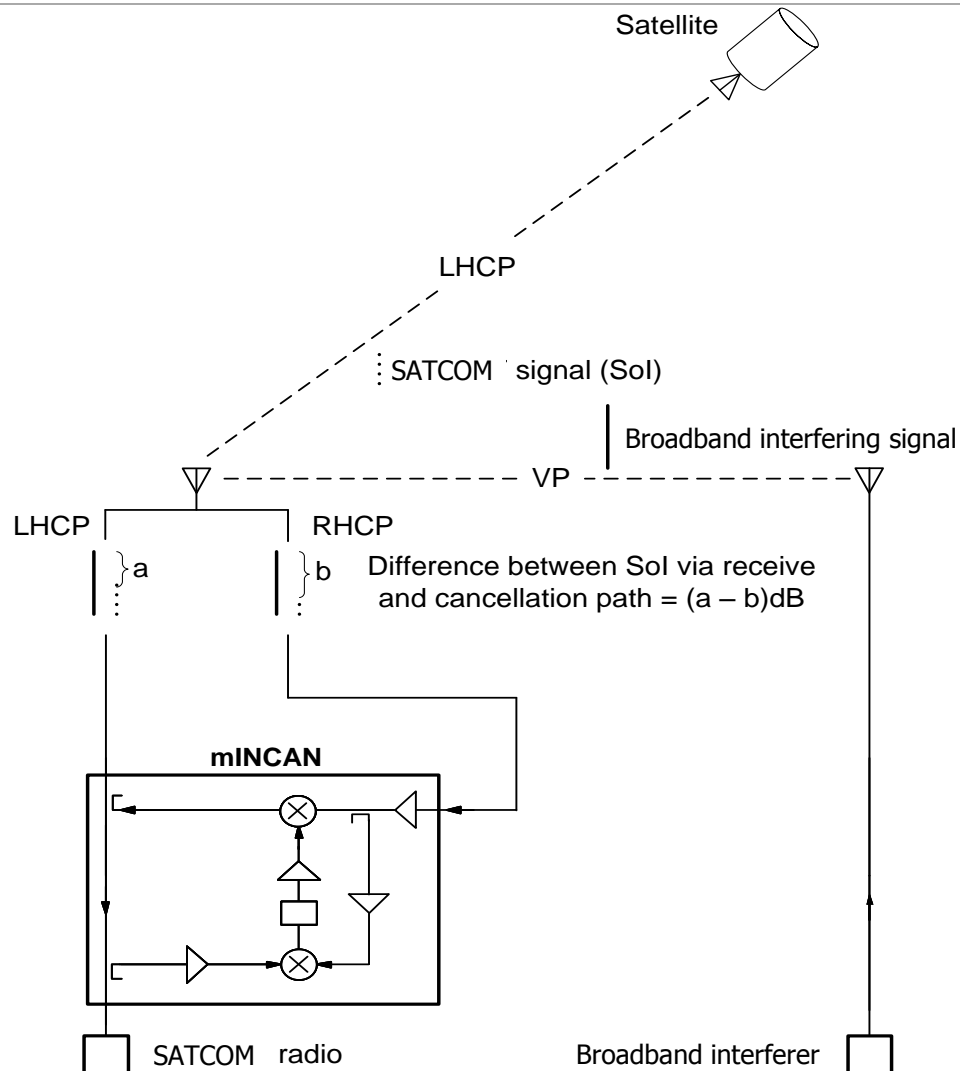 Satellite
LHCP
SATCOM signal (SoI)
Broadband interfering signal
VP
LHCP
RHCP
a
b
Difference between SoI via receive
and cancellation path = (a – b)dB
mINCAN
SATCOM radio
Broadband interferer